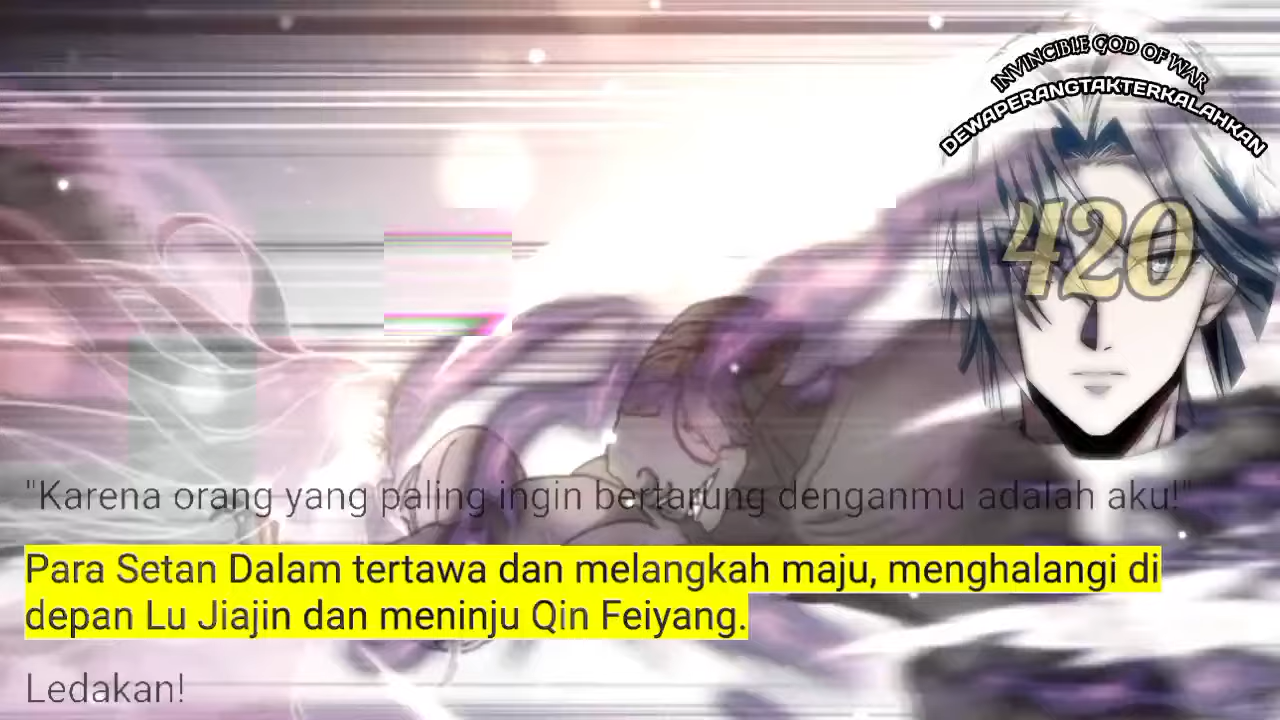 INVINCIBLE GOD OF WAR
DEWAPERANGTAKTERKALAHKAN
420
"Karena orang yang paling ingin bertarung denganmu adalah aku!"
Para Setan Dalam tertawa dan melangkah maju, menghalangi di
depan Lu Jiajin dan meninju Qin Feiyang.
Ledakan!